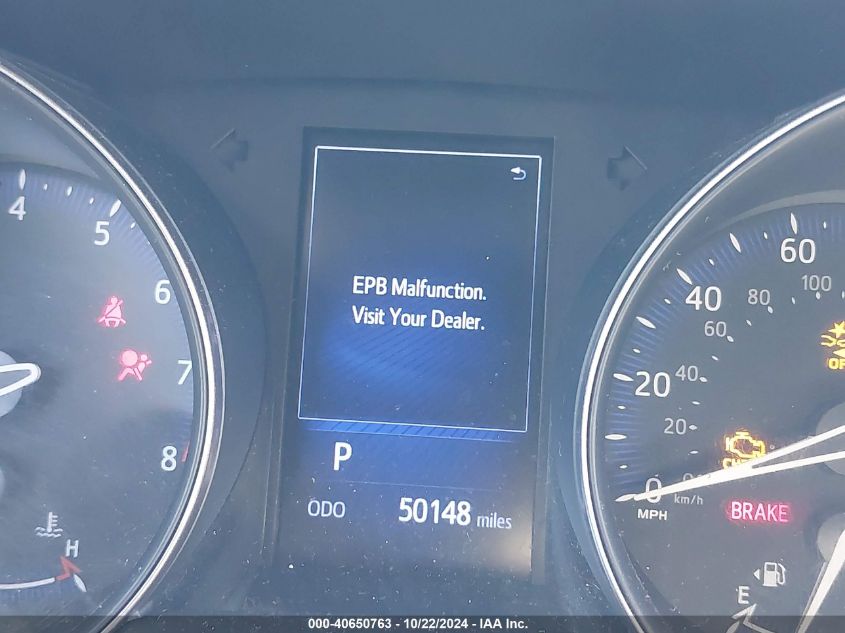 4
5
6
7
8
H
EPB Malfunction.
Visit Your Dealer.
P
ODO 50148 miles
60
100
40
80
60
20
40
20
0
km/h
MPH
BRAKE
E
000-40650763 - 10/22/2024 - IAA Inc.